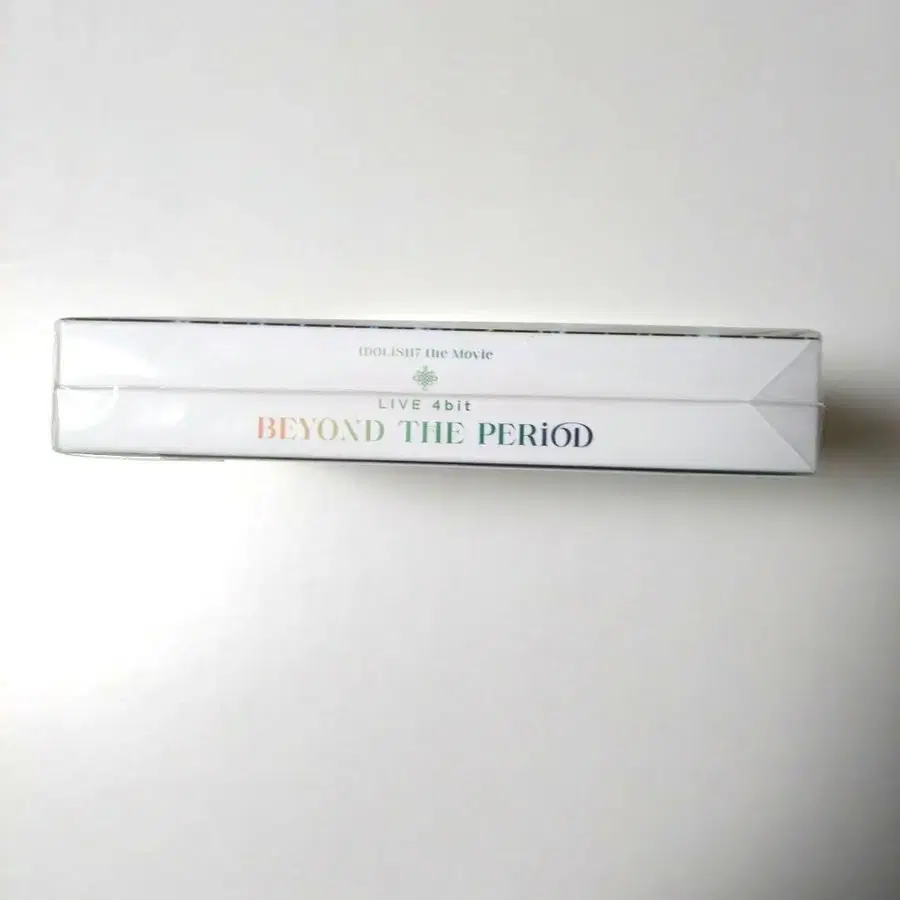 IDOLiSH7 the Movie
LIVE 4bit
BEYOND THE PERiOD